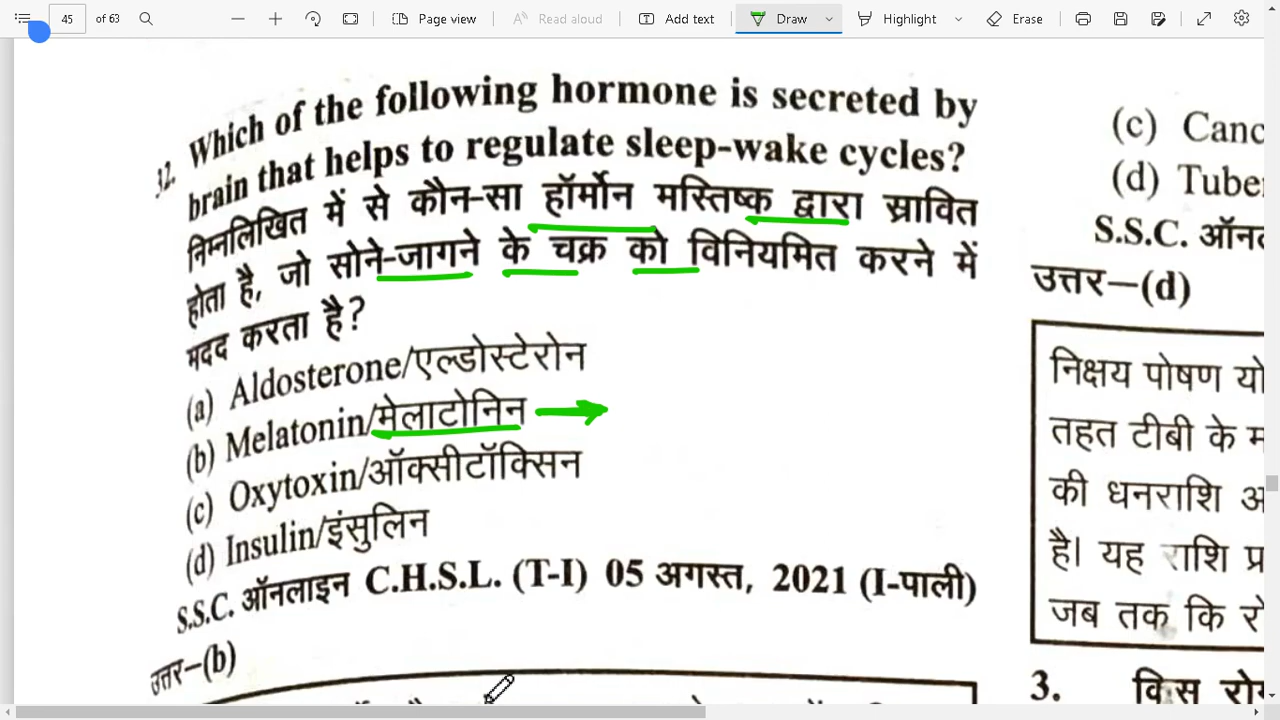 45 of 63
Page view
Read aloud
Add text
Draw
Highlight
Erase
32. Which of the following hormone is secreted by
brain that helps to regulate sleep-wake cycles?
निम्नलिखित में से कौन-सा हॉर्मोन मस्तिष्क द्वारा स्रावित
होता है, जो सोने-जागने के चक्र को विनियमित करने में
मदद करता है?
(a) Aldosterone/एल्डोस्टेरोन
(b) Melatonin/मेलाटोनिन
(c) Oxytoxin/ऑक्सीटॉक्सिन
(d) Insulin/इंसुलिन
S.S.C. ऑनलाइन C.H.S.L. (T-I) 05 अगस्त, 2021 (I-पाली)
उत्तर—(b)
(c) Canc
(d) Tube
S.S.C. ऑन
उत्तर—(d)
निक्षय पोषण यो
तहत टीबी के म
की धनराशि अ
है। यह राशि प्र
जब तक कि रो
3. किस रो